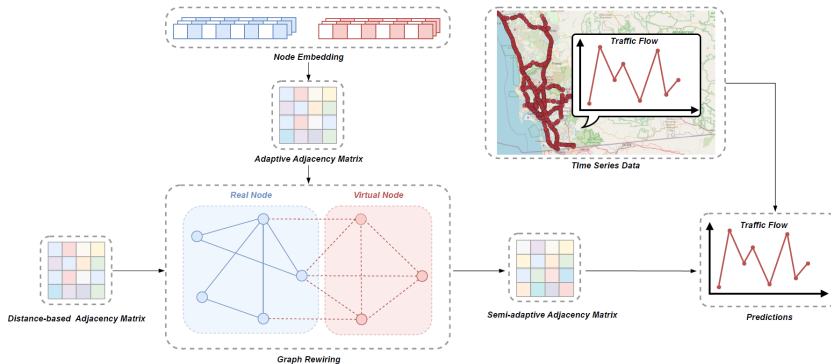 Node Embedding
Traffic Flow
Adaptive Adjacency Matrix
TIme Series Data
Real Node
Virtual Node
Traffic Flow
Distance-based Adjacency Matrix
Semi-adaptive Adjacency Matrix
Predictions
Graph Rewiring